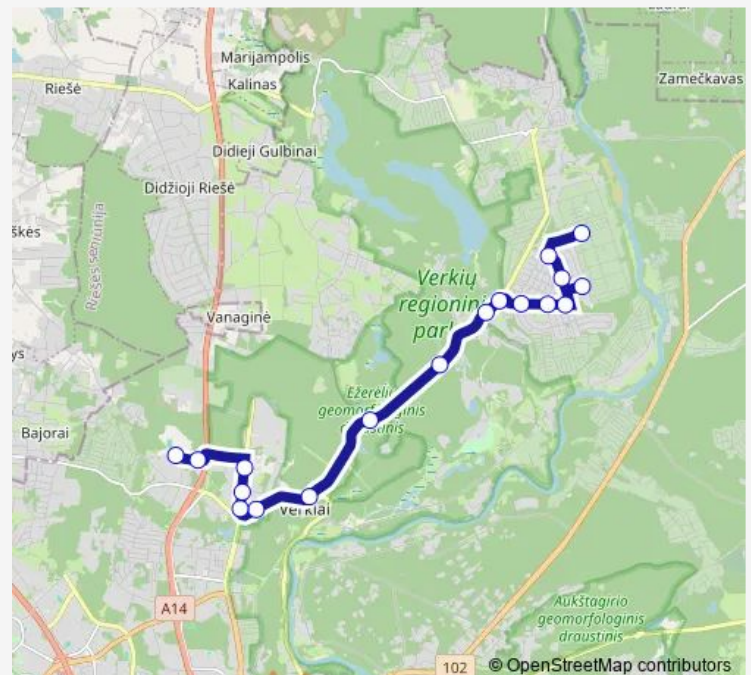 Marijampolis
Kalinas
Riešė
Zamečkavas
Didieji Gulbinai
Didžioji Riešė
škės
Riešės seniūnija
Verkių
regioninis
park
Vanaginė
ys
Ežerėlių
geomorfologinis
draustinis
Bajorai
Verkiai
A14
Aukštagirio
geomorfologinis
draustinis
102
© OpenStreetMap contributors